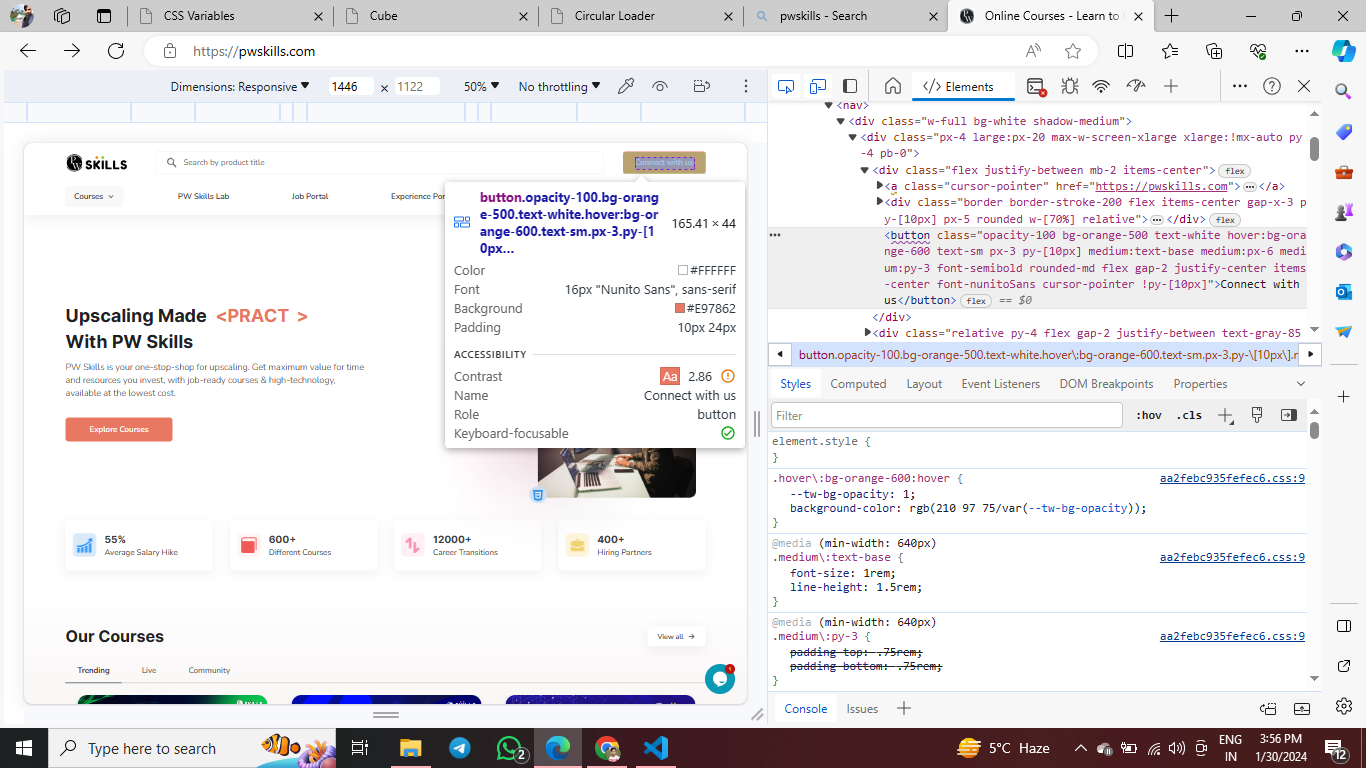 CSS Variables
Cube
Circular Loader
pwskills - Search
Online Courses - Learn to
https://pwskills.com
Dimensions: Responsive 1446 × 1122 50% No throttling
Elements
SKILLS
Search by product title
Connect with us
Courses
PW Skills Lab
Job Portal
Experience Por
button.opacity-100.bg-orang
e-500.text-white.hover:bg-or
ange-600.text-sm.px-3.py-[1
0px...
165.41 × 44
Color #FFFFFF
Font 16px "Nunito Sans", sans-serif
Background #E97862
Padding 10px 24px
ACCESSIBILITY
Contrast Aa 2.86
Name Connect with us
Role button
Keyboard-focusable
Upscaling Made <PRACT >
With PW Skills
PW Skills is your one-stop-shop for upscaling. Get maximum value for time
and resources you invest, with job-ready courses & high-technology,
available at the lowest cost.
Explore Courses
55%
Average Salary Hike
600+
Different Courses
12000+
Career Transitions
400+
Hiring Partners
Our Courses
View all →
Trending
Live
Community
1
<nav>
<div class="w-full bg-white shadow-medium">
<div class="px-4 large:px-20 max-w-screen-xlarge xlarge:!mx-auto py
-4 pb-0">
<div class="flex justify-between mb-2 items-center"> flex
<a class="cursor-pointer" href="https://pwskills.com"> ⋯ </a>
<div class="border border-stroke-200 flex items-center gap-x-3 p
y-[10px] px-5 rounded w-[70%] relative"> ⋯ </div> flex
<button class="opacity-100 bg-orange-500 text-white hover:bg-ora
nge-600 text-sm px-3 py-[10px] medium:text-base medium:px-6 med
ium:py-3 font-semibold rounded-md flex gap-2 justify-center items
-center font-nunitoSans cursor-pointer !py-[10px]">Connect with
us</button> flex == $0
</div>
<div class="relative py-4 flex gap-2 justify-between text-gray-85
button.opacity-100.bg-orange-500.text-white.hover\:bg-orange-600.text-sm.px-3.py-\[10px\].r
Styles
Computed
Layout
Event Listeners
DOM Breakpoints
Properties
Filter
:hov .cls
element.style {
}
.hover\:bg-orange-600:hover { aa2febc935fefec6.css:9
--tw-bg-opacity: 1;
background-color: rgb(210 97 75/var(--tw-bg-opacity));
}
@media (min-width: 640px)
.medium\:text-base { aa2febc935fefec6.css:9
font-size: 1rem;
line-height: 1.5rem;
}
@media (min-width: 640px)
.medium\:py-3 { aa2febc935fefec6.css:9
padding-top: .75rem;
padding-bottom: .75rem;
}
Console
Issues
Type here to search
2
5°C Haze
ENG
IN
3:56 PM
1/30/2024
12